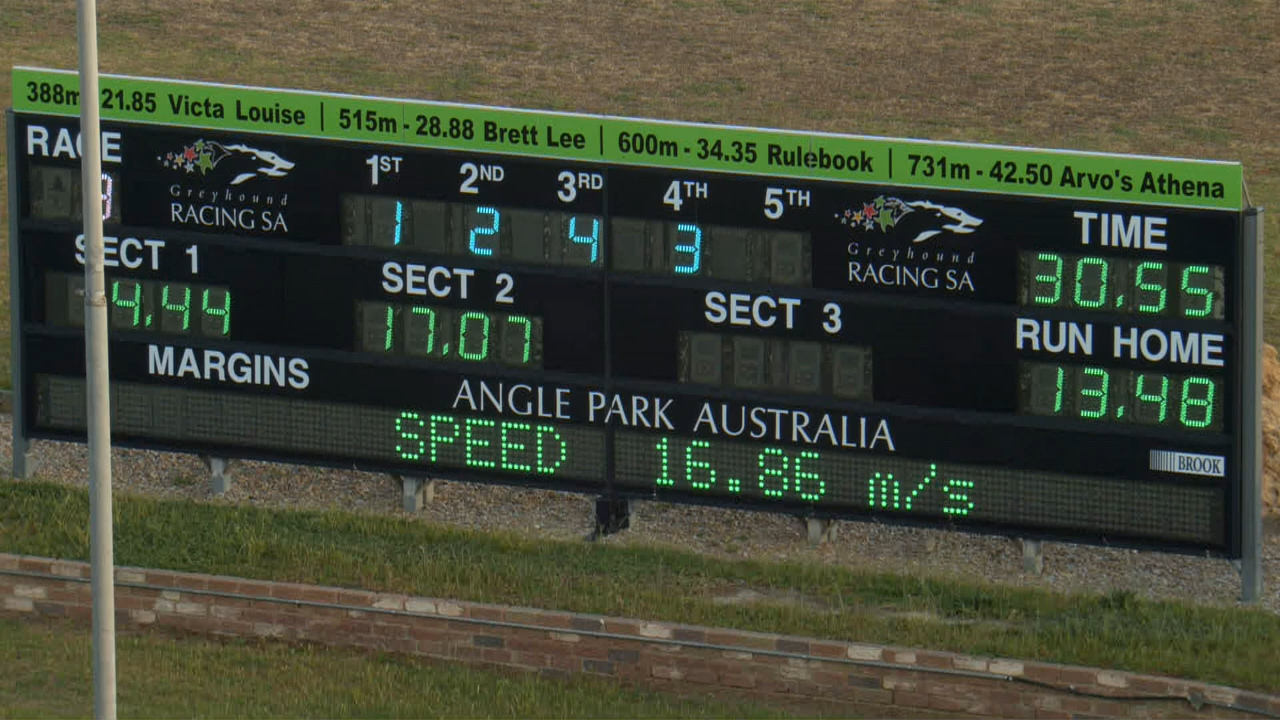 388m 21.85 Victa Louise | 515m - 28.88 Brett Lee | 600m - 34.35 Rulebook | 731m - 42.50 Arvo's Athena
RACE
Greyhound
RACING SA
1ST 2ND 3RD 4TH 5TH
1 2 4 3
Greyhound
RACING SA
TIME
30.55
SECT 1
4.44
SECT 2
17.07
SECT 3
RUN HOME
13.48
MARGINS
ANGLE PARK AUSTRALIA
BROOK
SPEED 16.86 m/s